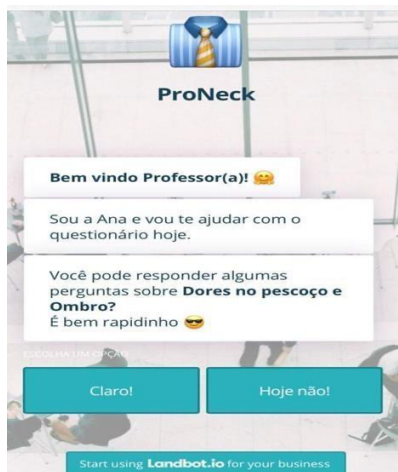 ProNeck
Bem vindo Professor(a)! 🤗
Sou a Ana e vou te ajudar com o
questionário hoje.
Você pode responder algumas
perguntas sobre Dores no pescoço e
Ombro?
É bem rapidinho 😎
ESCOLHA UM OPÇÃO
Claro!
Hoje não!
Start using Landbot.io for your business